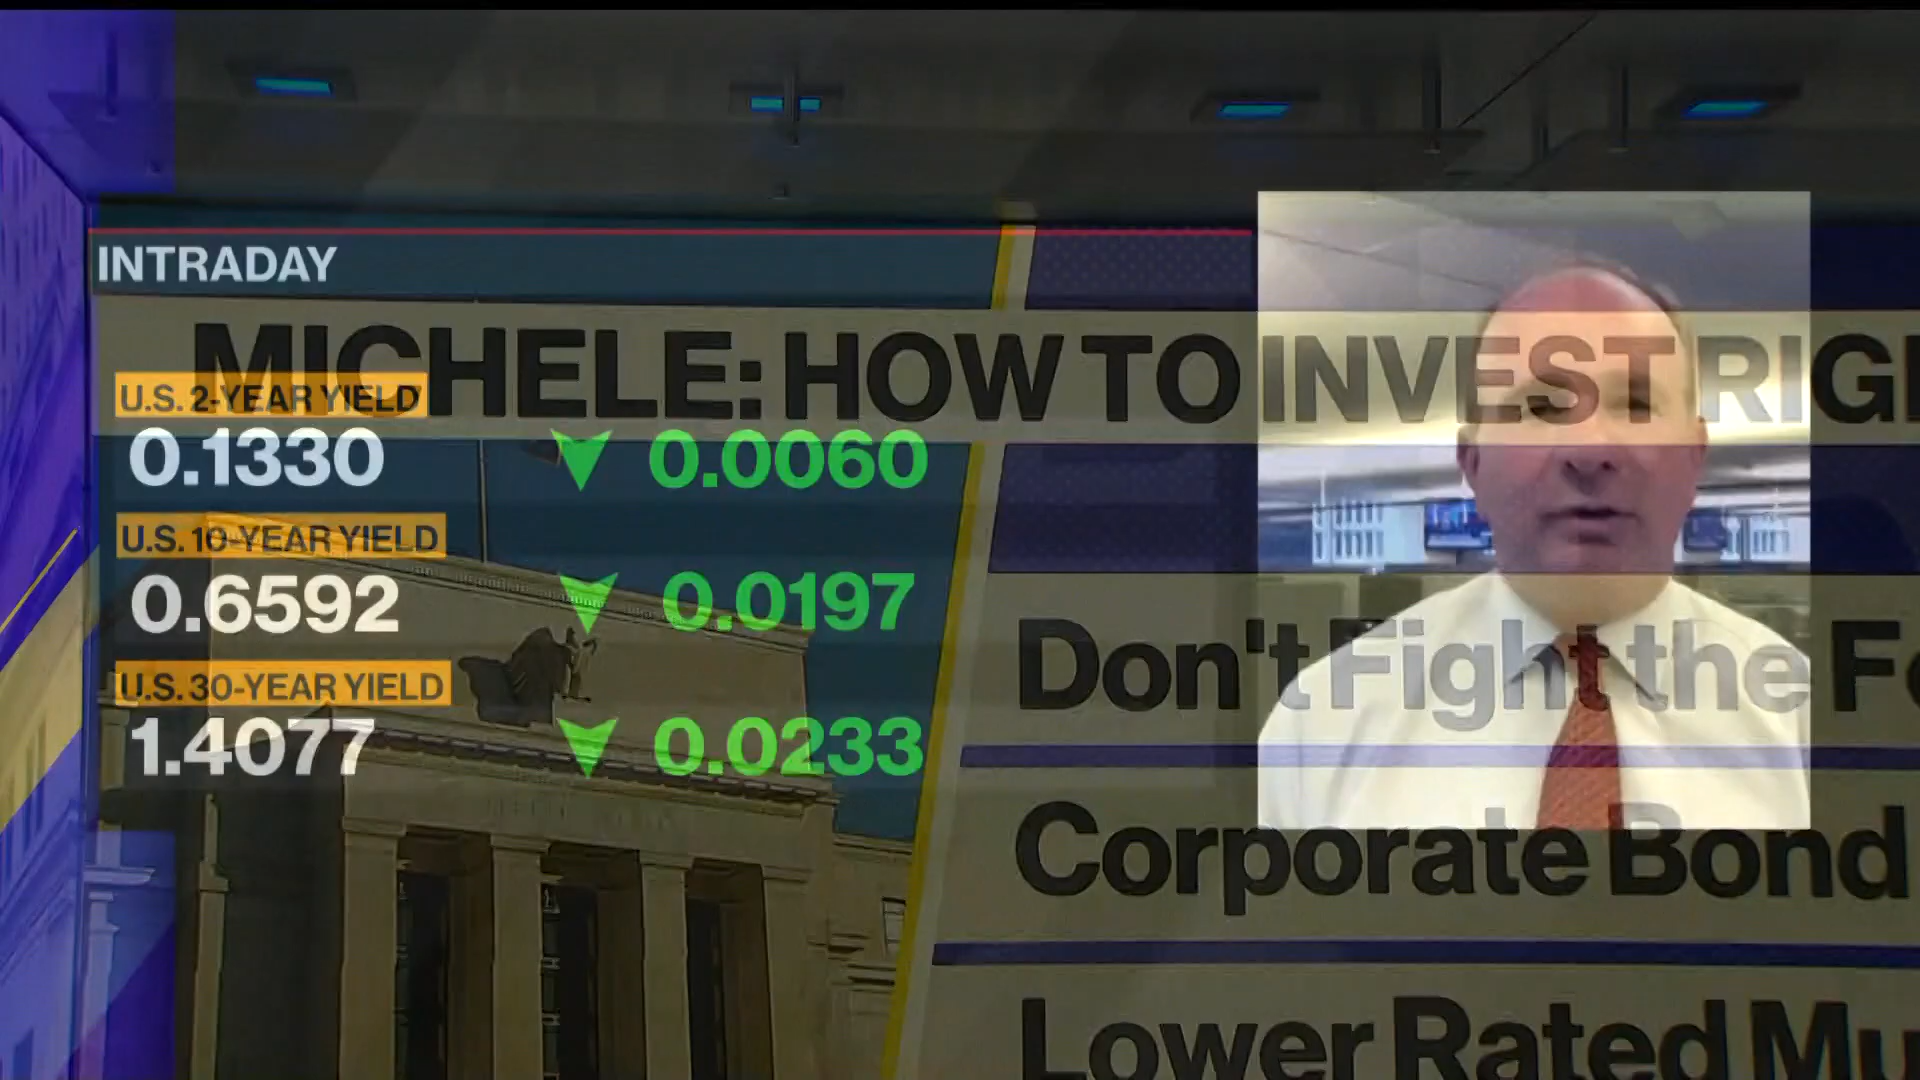 INTRADAY
MICHELE: HOW TO INVEST
U.S. 2-YEAR YIELD
0.1330 0.0060
U.S. 10-YEAR YIELD
0.6592 0.0197
Don't Fight the
U.S. 30-YEAR YIELD
1.4077 0.0233
Corporate Bond
Lower Rated